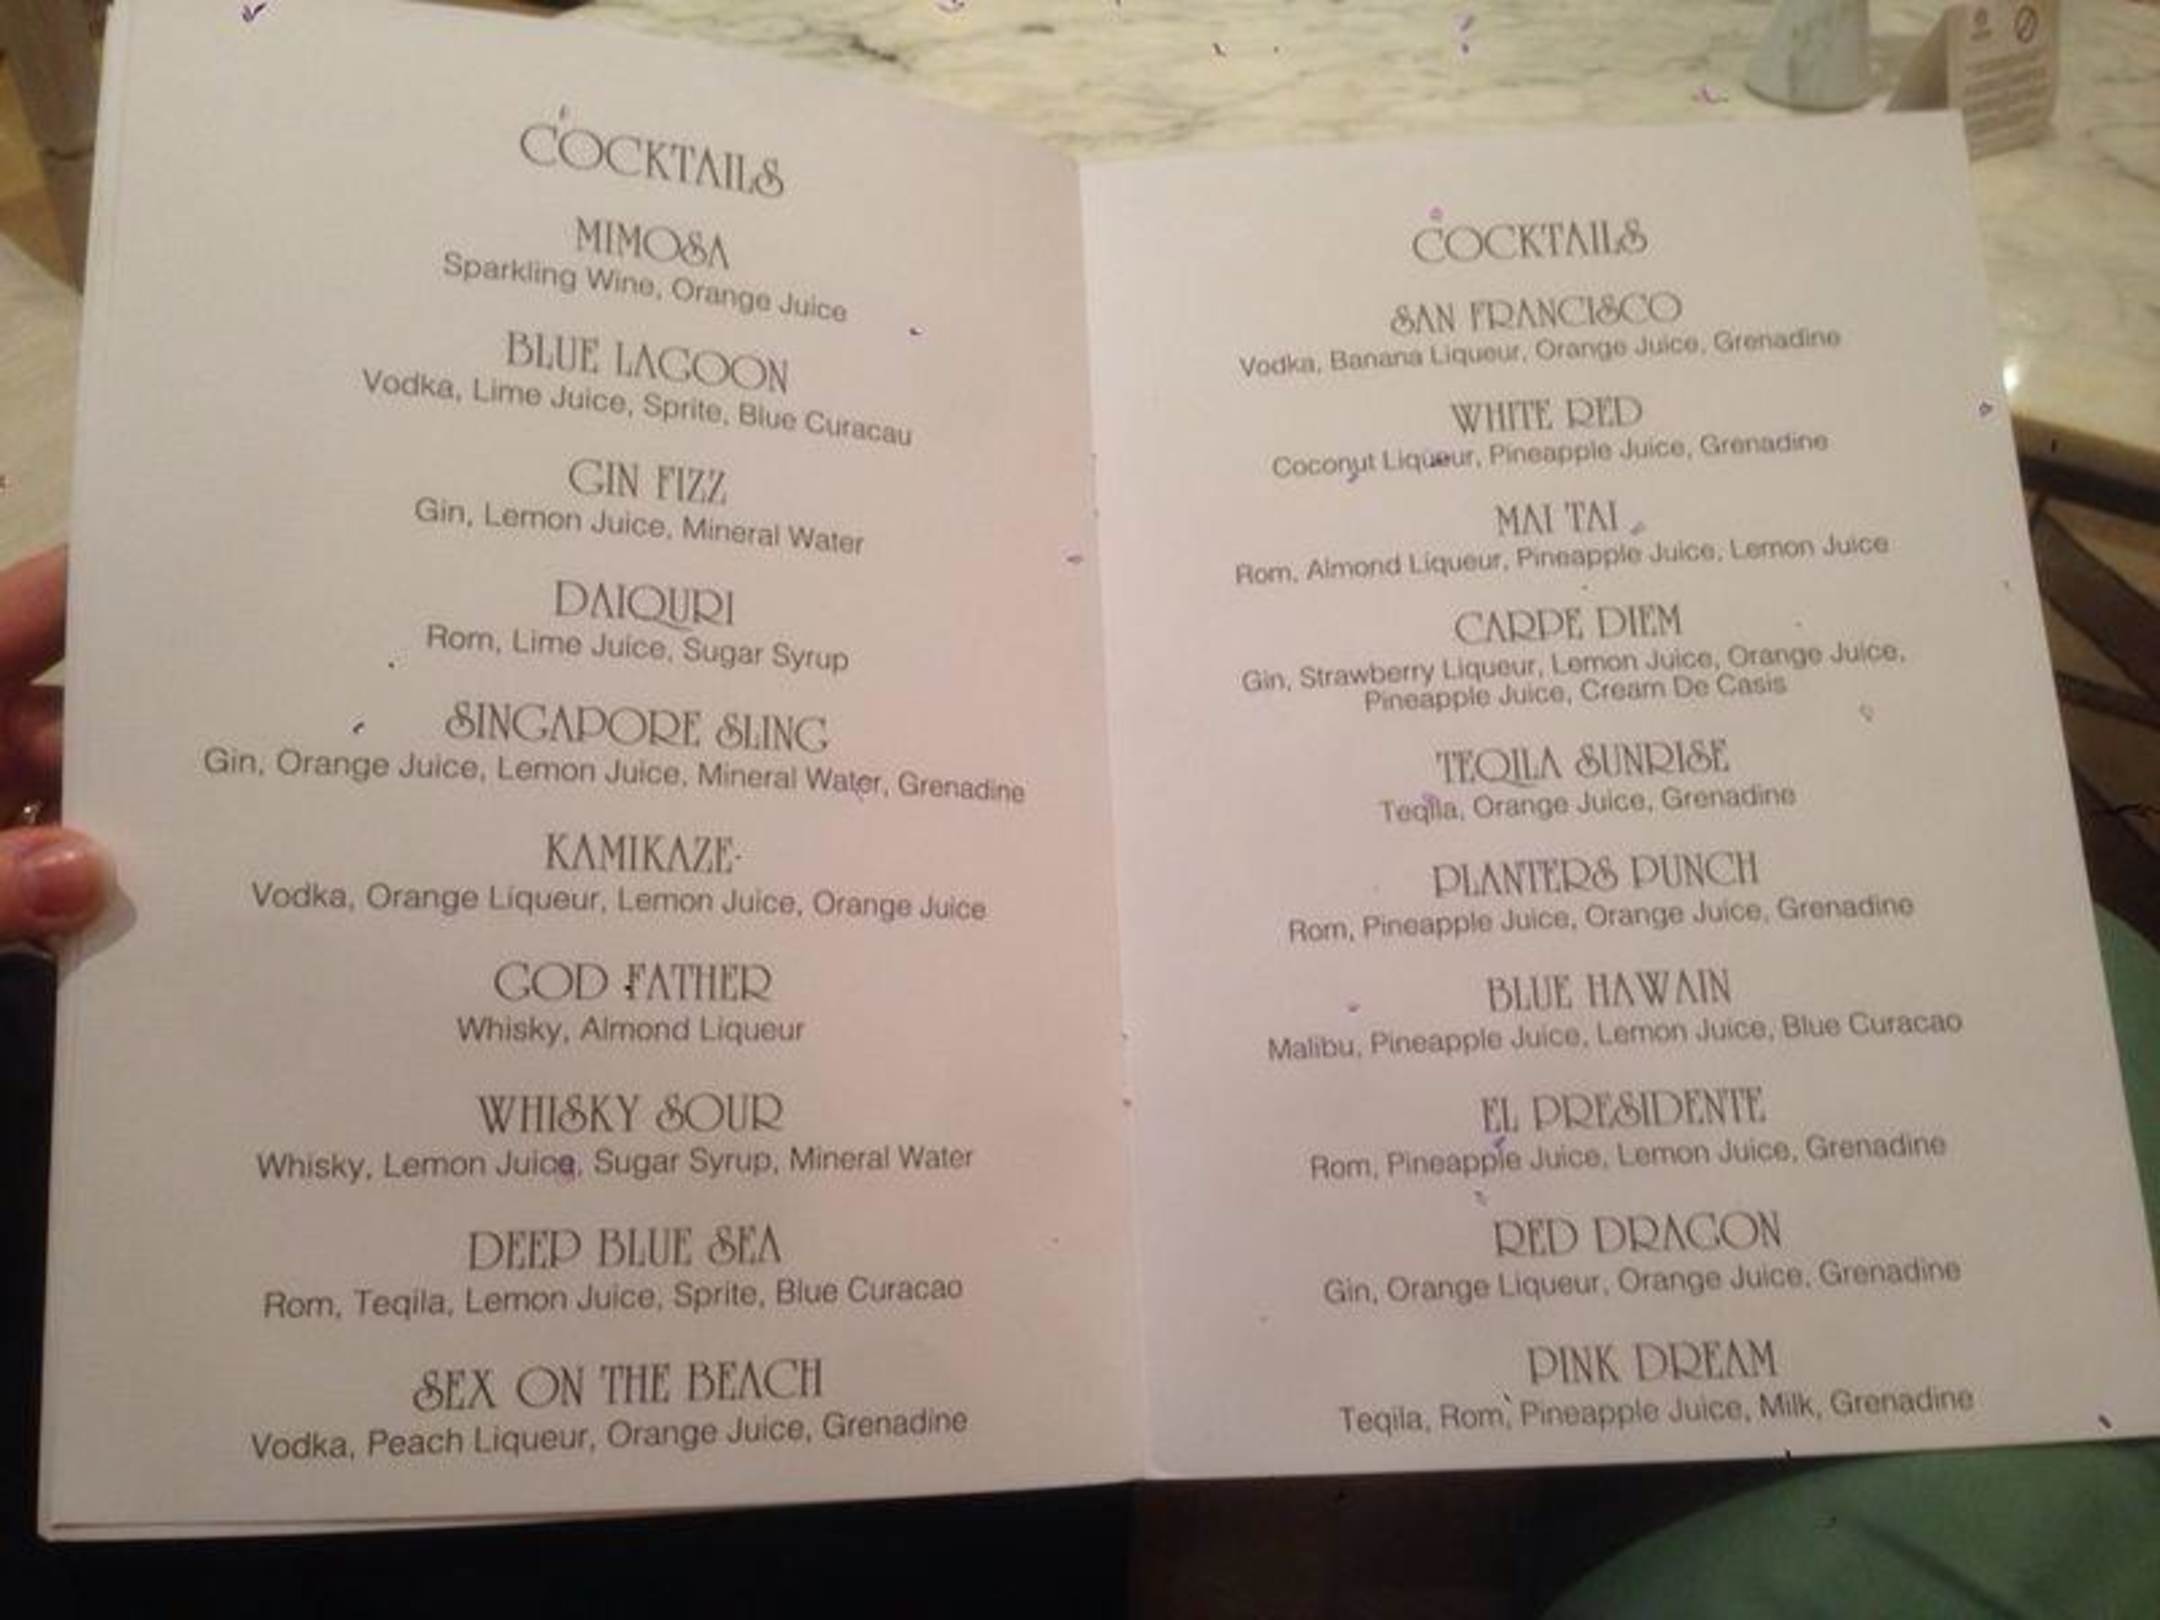 COCKTAILS
MIMOSA
Sparkling Wine, Orange Juice
BLUE LAGOON
Vodka, Lime Juice, Sprite, Blue Curacau
GIN FIZZ
Gin, Lemon Juice, Mineral Water
DAIQURI
Rom, Lime Juice, Sugar Syrup
SINGAPORE SLING
Gin, Orange Juice, Lemon Juice, Mineral Water, Grenadine
KAMIKAZE
Vodka, Orange Liqueur, Lemon Juice, Orange Juice
GOD FATHER
Whisky, Almond Liqueur
WHISKY SOUR
Whisky, Lemon Juice, Sugar Syrup, Mineral Water
DEEP BLUE SEA
Rom, Teqila, Lemon Juice, Sprite, Blue Curacao
SEX ON THE BEACH
Vodka, Peach Liqueur, Orange Juice, Grenadine
COCKTAILS
SAN FRANCISCO
Vodka, Banana Liqueur, Orange Juice, Grenadine
WHITE RED
Coconut Liqueur, Pineapple Juice, Grenadine
MAI TAI
Rom, Almond Liqueur, Pineapple Juice, Lemon Juice
CARPE DIEM
Gin, Strawberry Liqueur, Lemon Juice, Orange Juice,
Pineapple Juice, Cream De Casis
TEQILA SUNRISE
Teqila, Orange Juice, Grenadine
PLANTERS PUNCH
Rom, Pineapple Juice, Orange Juice, Grenadine
BLUE HAWAIN
Malibu, Pineapple Juice, Lemon Juice, Blue Curacao
EL PRESIDENTE
Rom, Pineapple Juice, Lemon Juice, Grenadine
RED DRAGON
Gin, Orange Liqueur, Orange Juice, Grenadine
PINK DREAM
Teqila, Rom, Pineapple Juice, Milk, Grenadine